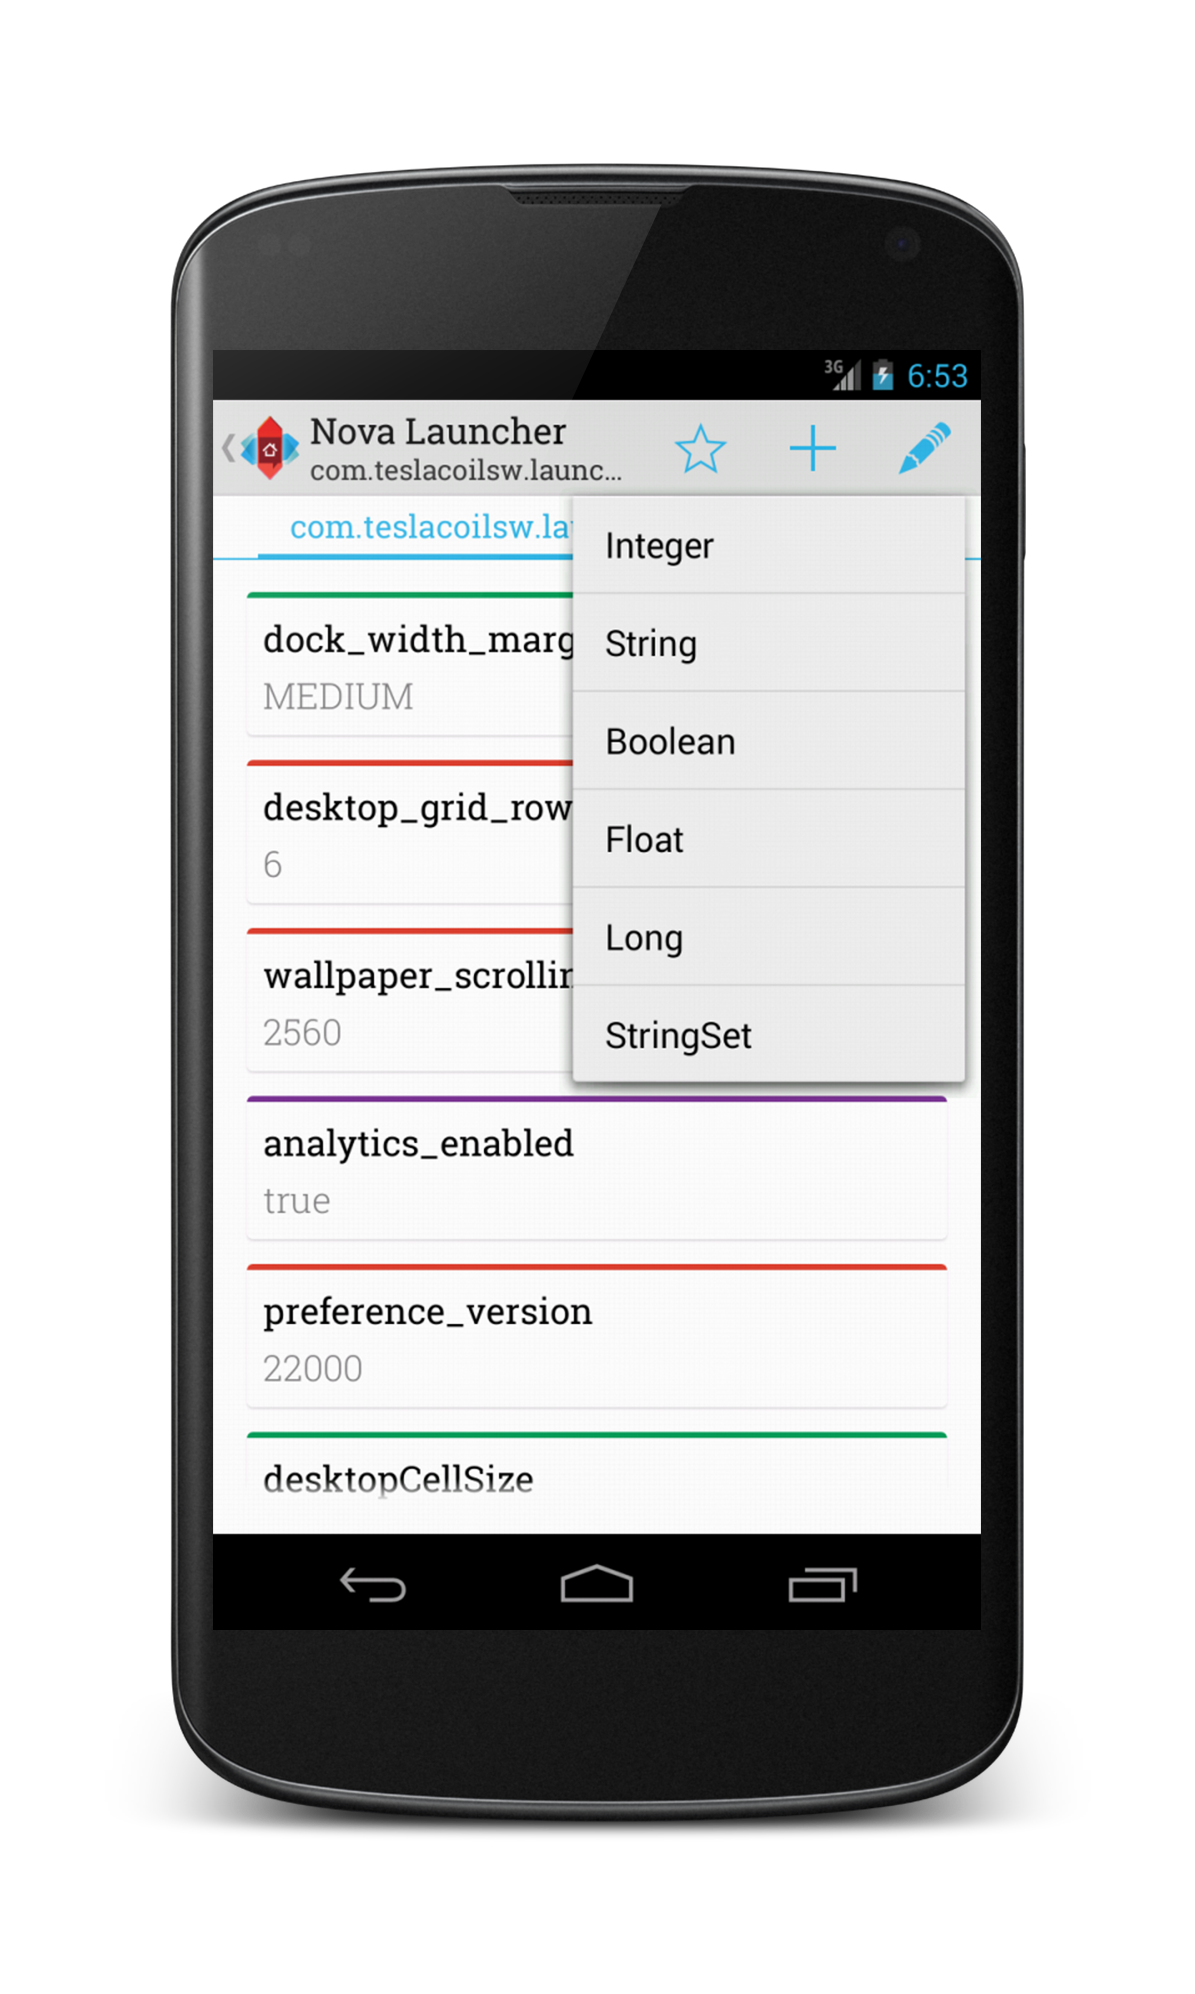 3G 6:53
Nova Launcher
com.teslacoilsw.launc...
com.teslacoilsw.la
Integer
String
Boolean
Float
Long
StringSet
dock_width_marg
MEDIUM
desktop_grid_row
6
wallpaper_scrollin
2560
analytics_enabled
true
preference_version
22000
desktopCellSize